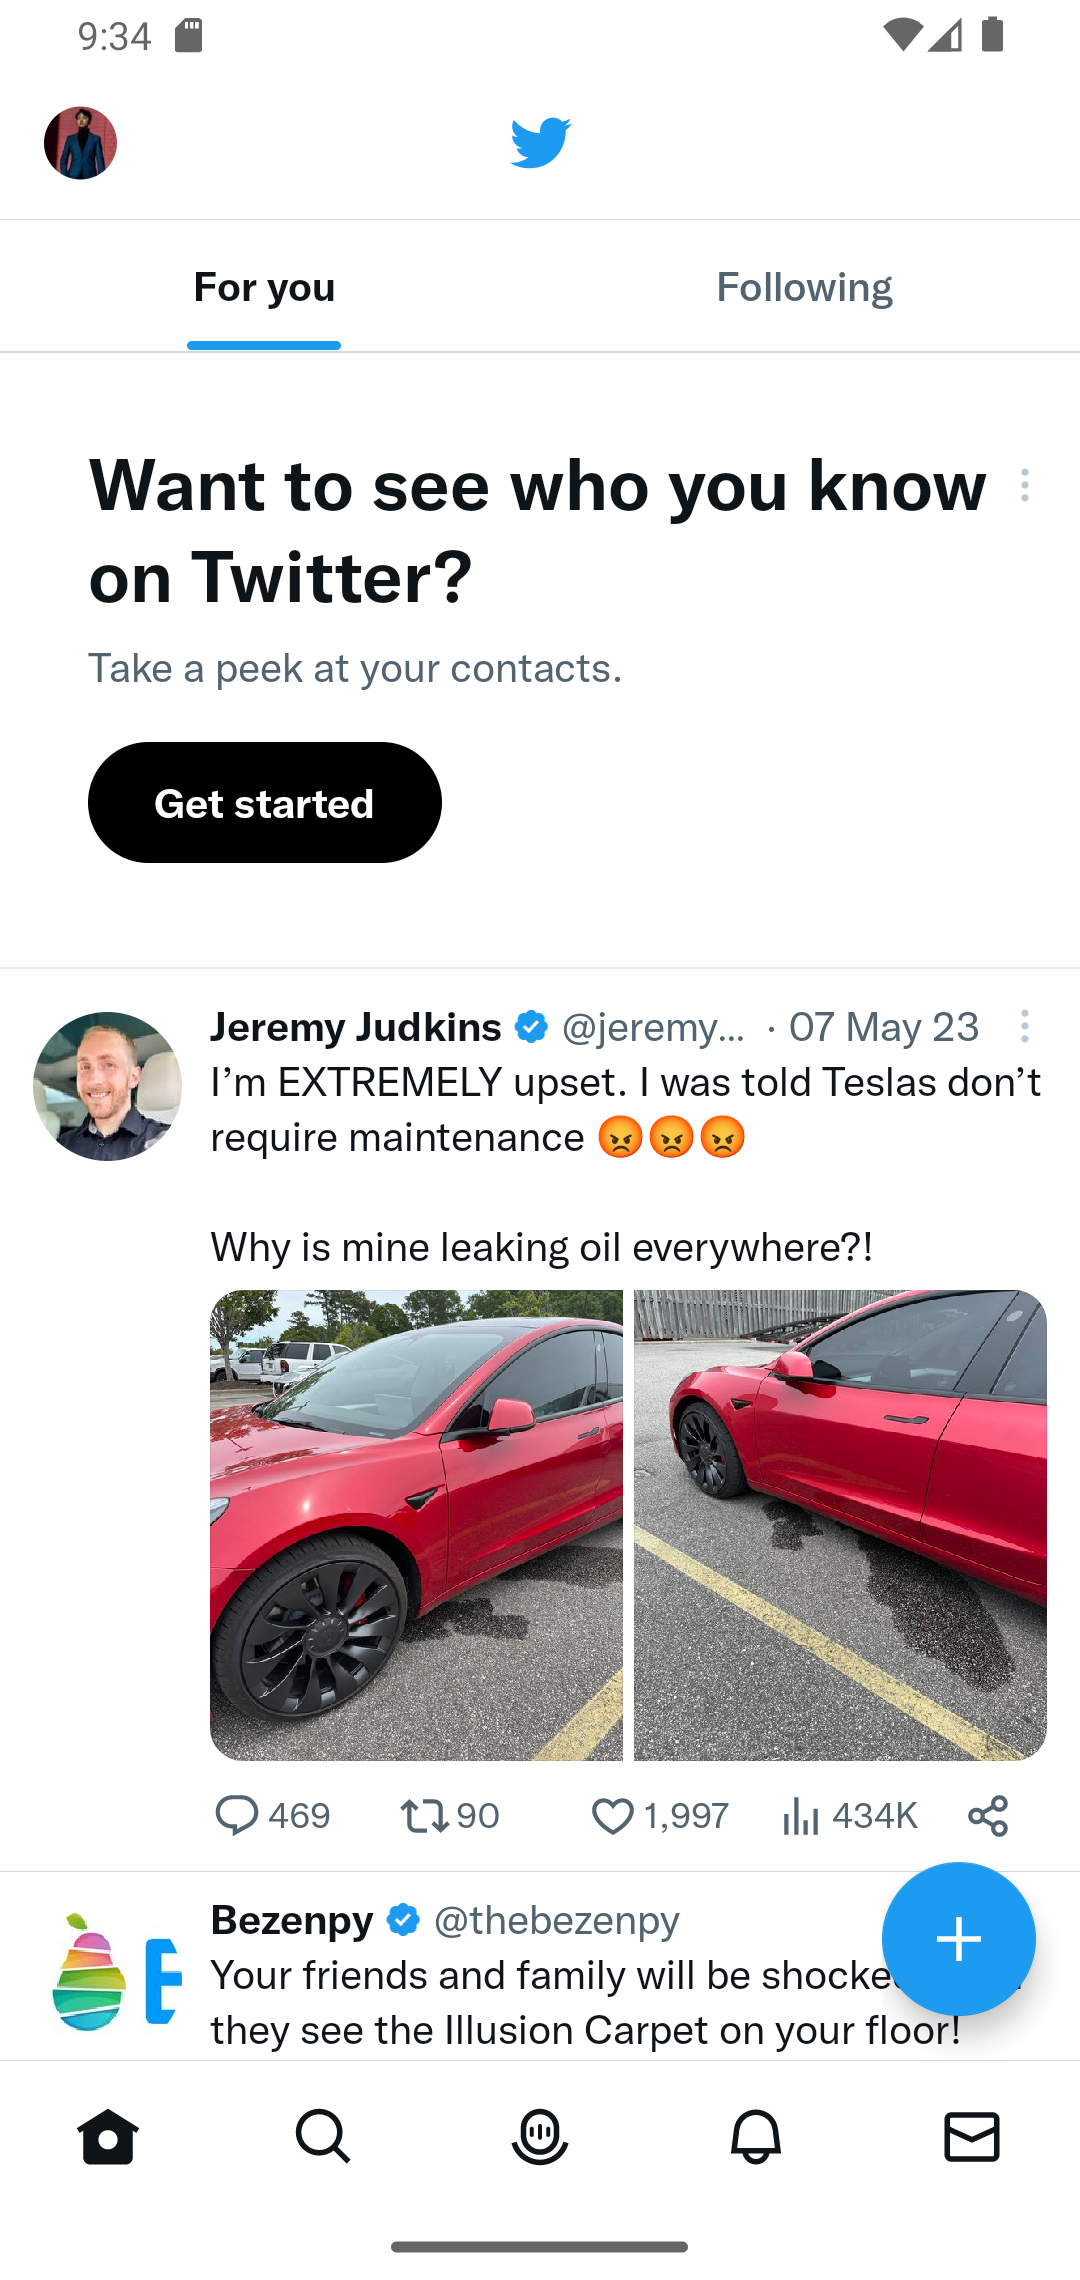 9:34
For you
Following
Want to see who you know
on Twitter?
Take a peek at your contacts.
Get started
Jeremy Judkins @jeremy... · 07 May 23
I’m EXTREMELY upset. I was told Teslas don’t
require maintenance 😡😡😡
Why is mine leaking oil everywhere?!
469
90
1,997
434K
Bezenpy @thebezenpy
Your friends and family will be
they see the Illusion Carpet on your floor!